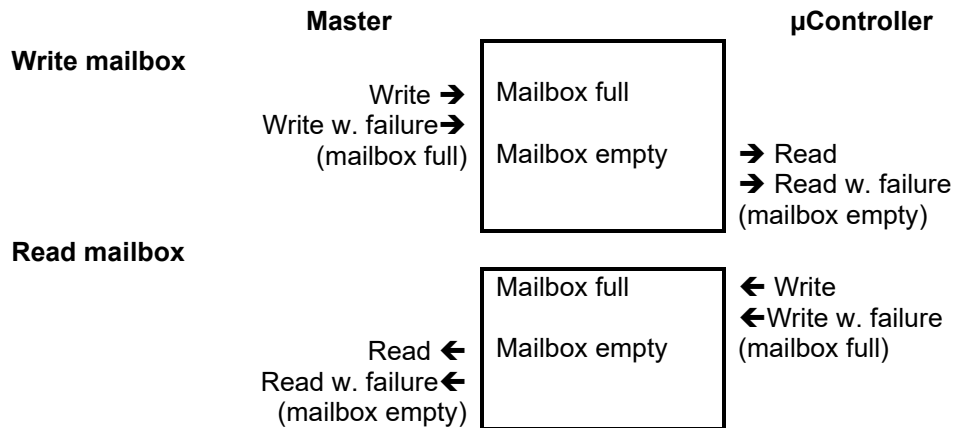 Master µController
Write mailbox
Write ➔ Mailbox full
Write w. failure➔
(mailbox full) Mailbox empty ➔ Read
➔ Read w. failure
(mailbox empty)
Read mailbox
Mailbox full 🡰 Write
🡰Write w. failure
Read 🡰 Mailbox empty (mailbox full)
Read w. failure🡰
(mailbox empty)